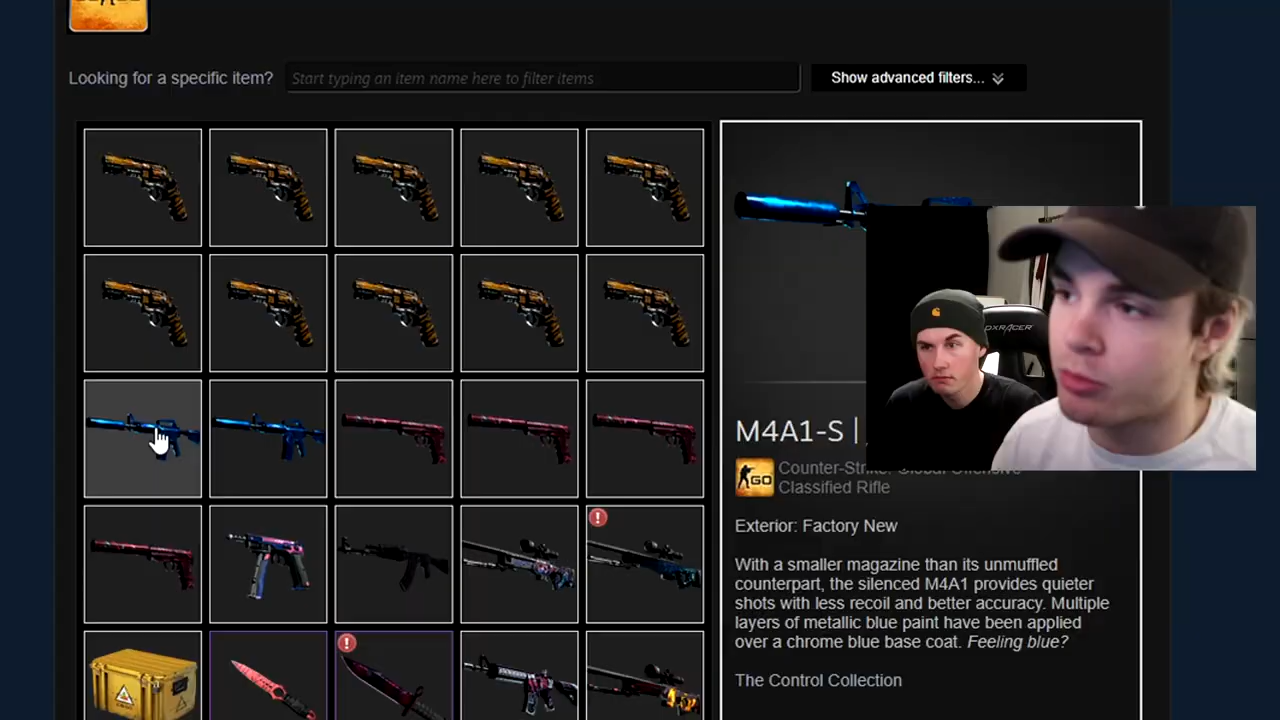 Looking for a specific item?
Start typing an item name here to filter items
Show advanced filters...
DXRACER
M4A1-S |
GO
Counter-Strike: Global Offensive
Classified Rifle
Exterior: Factory New
With a smaller magazine than its unmuffled
counterpart, the silenced M4A1 provides quieter
shots with less recoil and better accuracy. Multiple
layers of metallic blue paint have been applied
over a chrome blue base coat. Feeling blue?
The Control Collection